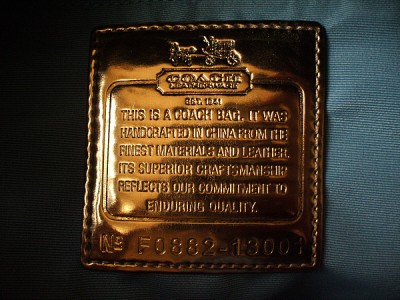 COACH
LEATHERWARE
EST. 1941
THIS IS A COACH BAG. IT WAS
HANDCRAFTED IN CHINA FROM THE
FINEST MATERIALS AND LEATHER.
ITS SUPERIOR CRAFTSMANSHIP
REFLECTS OUR COMMITMENT TO
ENDURING QUALITY.
Nº F0882-13001